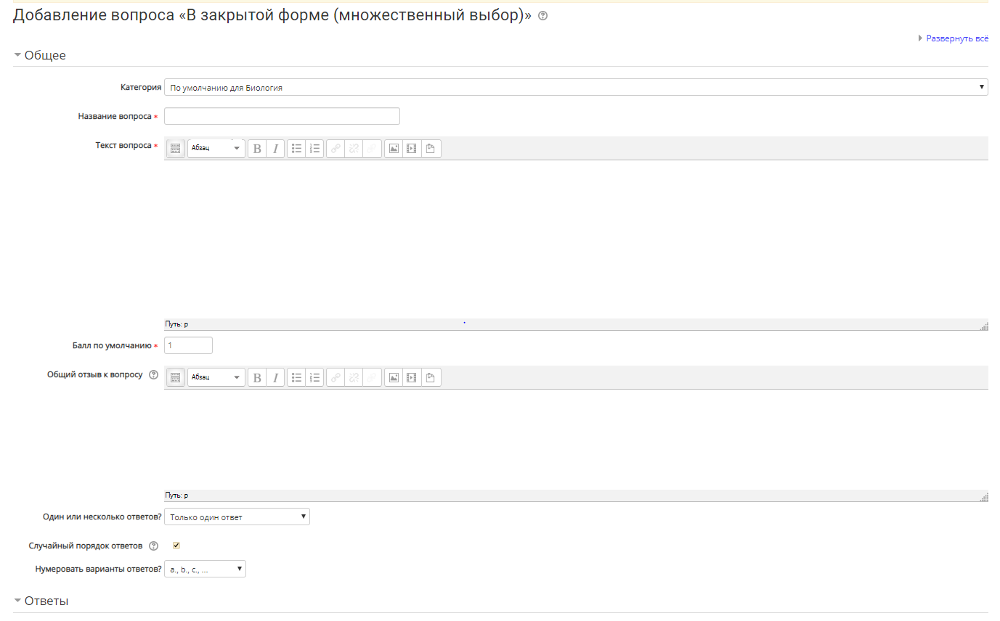 Добавление вопроса «В закрытой форме (множественный выбор)»
Развернуть всё
Общее
Категория По умолчанию для Биология
Название вопроса *
Текст вопроса * Абзац B I
Путь: p
Балл по умолчанию * 1
Общий отзыв к вопросу Абзац B I
Путь: p
Один или несколько ответов? Только один ответ
Случайный порядок ответов
Нумеровать варианты ответов? a., b., c., ...
Ответы